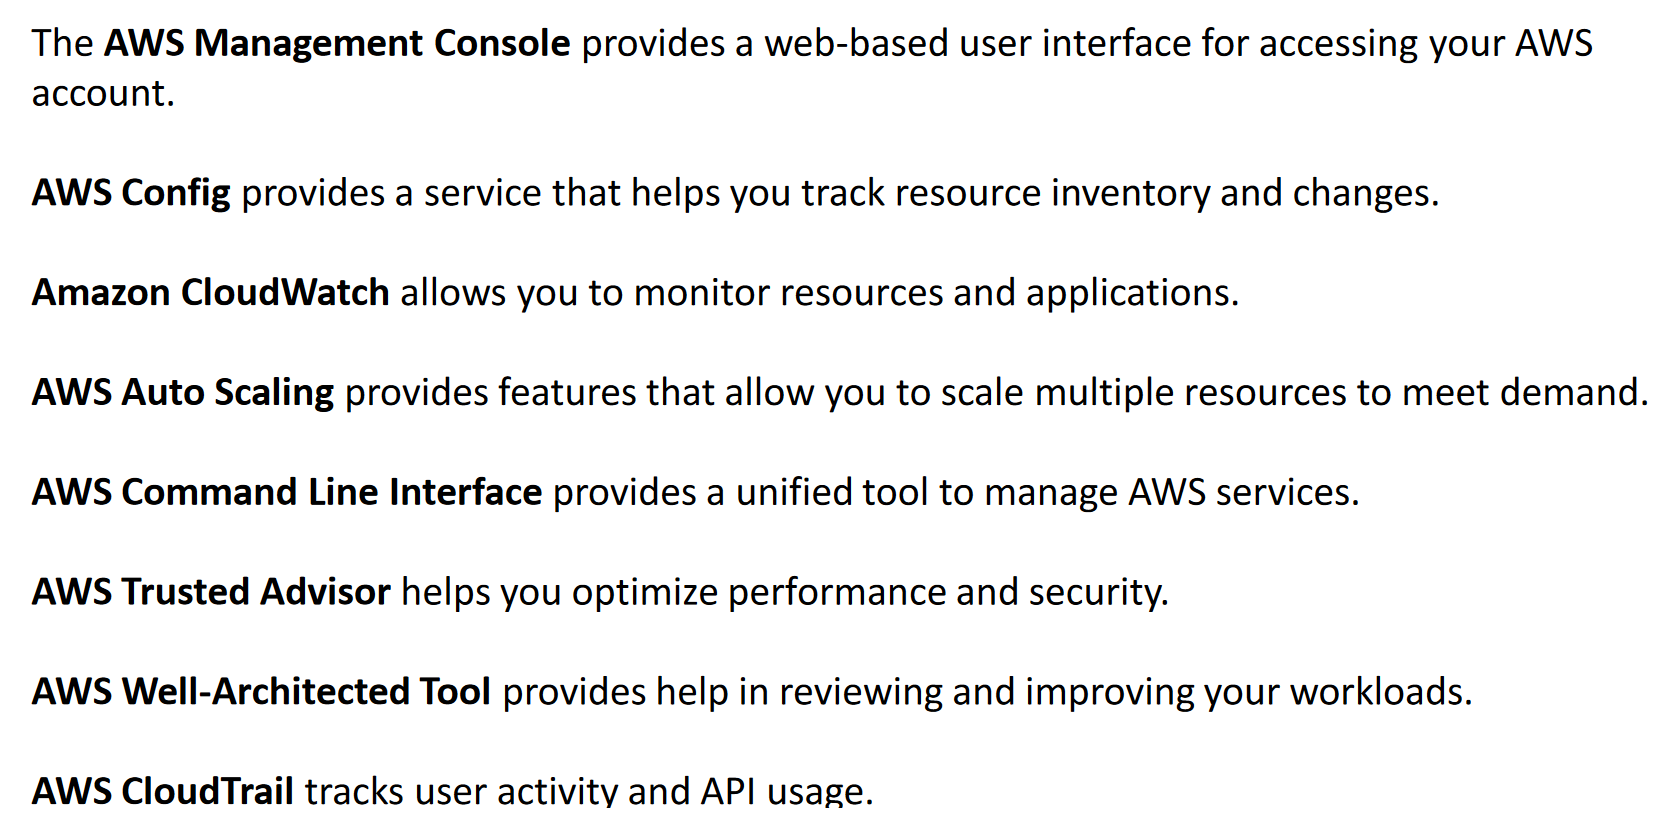 The AWS Management Console provides a web-based user interface for accessing your AWS
account.
AWS Config provides a service that helps you track resource inventory and changes.
Amazon CloudWatch allows you to monitor resources and applications.
AWS Auto Scaling provides features that allow you to scale multiple resources to meet demand.
AWS Command Line Interface provides a unified tool to manage AWS services.
AWS Trusted Advisor helps you optimize performance and security.
AWS Well-Architected Tool provides help in reviewing and improving your workloads.
AWS CloudTrail tracks user activity and API usage.